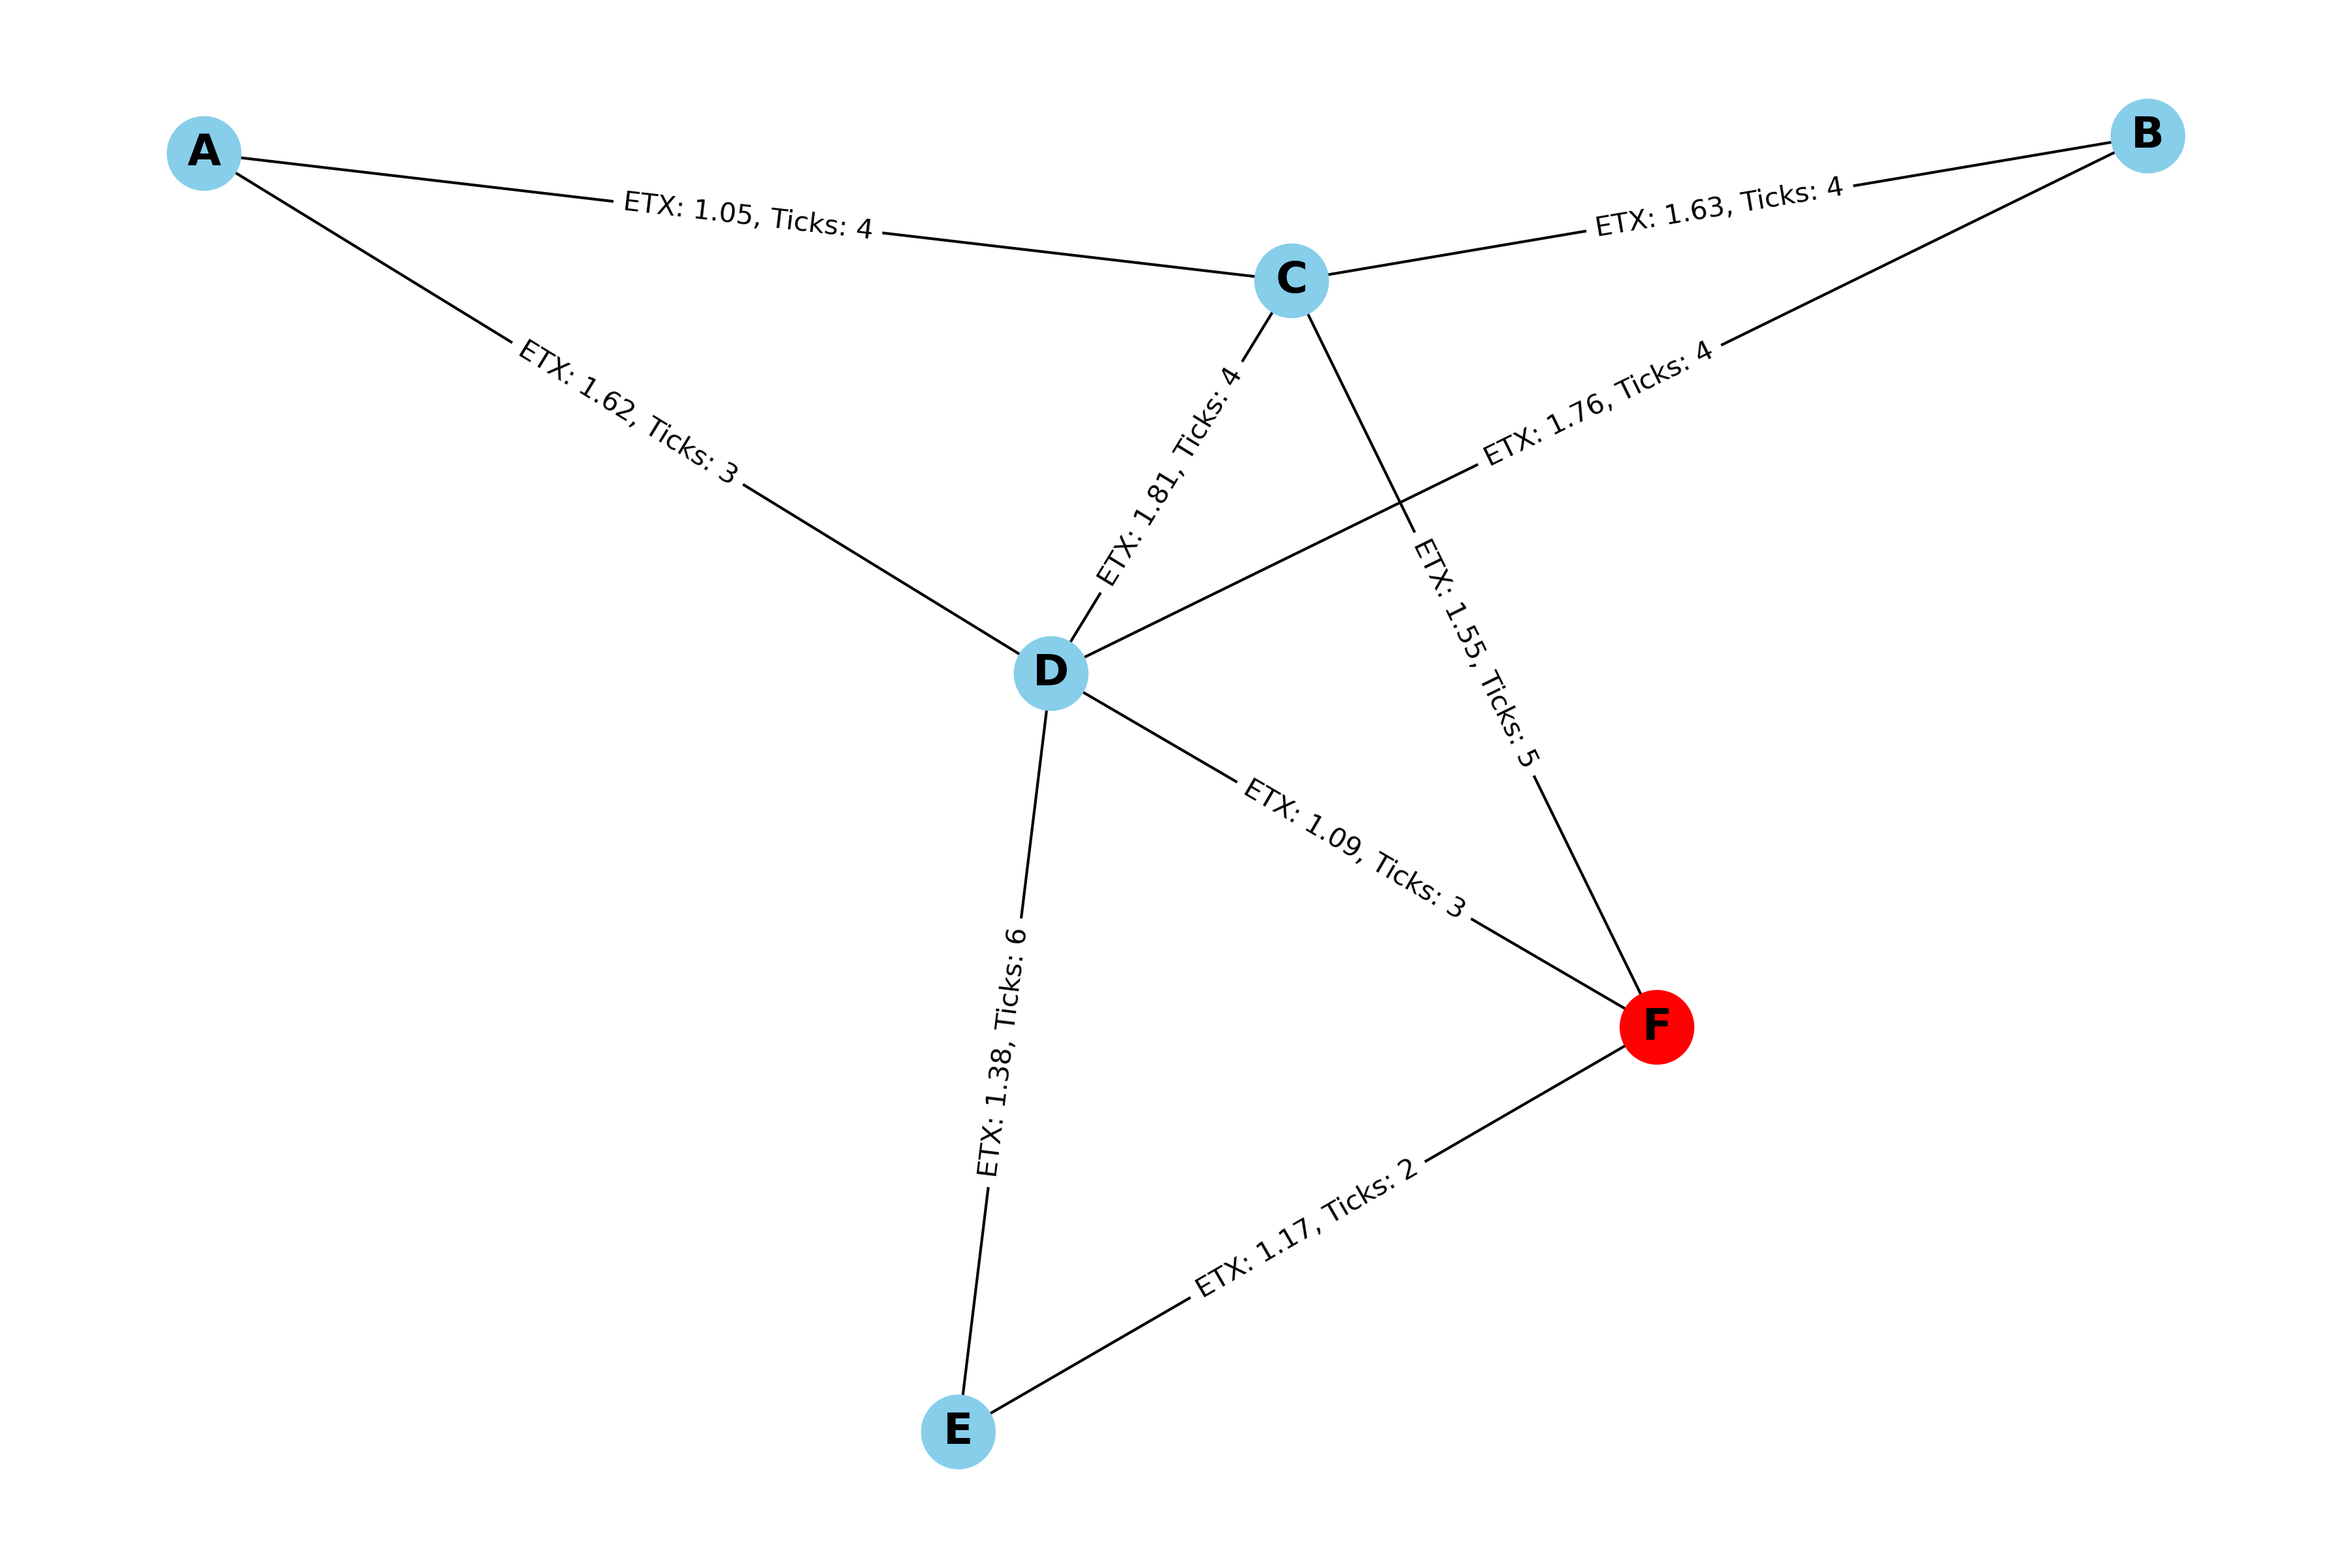 A
B
ETX: 1.05, Ticks: 4
ETX: 1.63, Ticks: 4
C
ETX: 1.62, Ticks: 3
ETX: 1.81, Ticks: 4
ETX: 1.76, Ticks: 4
ETX: 1.55, Ticks: 5
D
ETX: 1.09, Ticks: 3
ETX: 1.38, Ticks: 6
F
ETX: 1.17, Ticks: 2
E